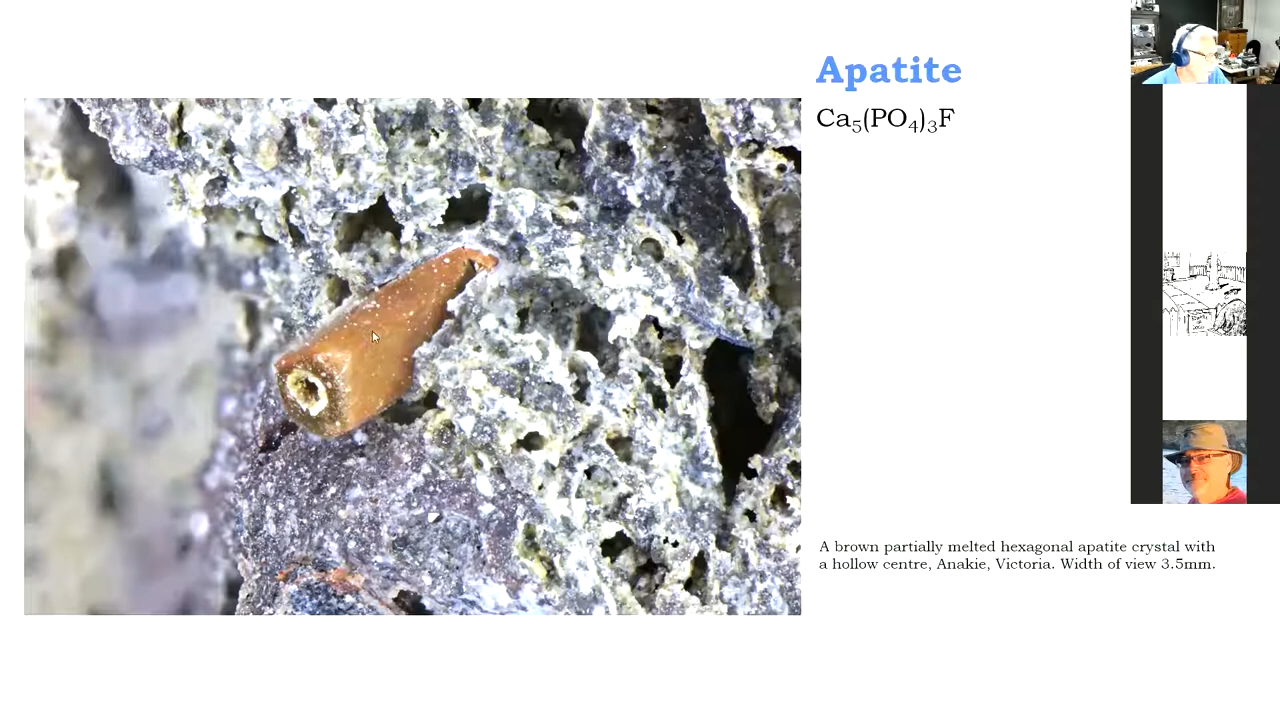 Apatite
Ca₅(PO₄)₃F
A brown partially melted hexagonal apatite crystal with
a hollow centre, Anakie, Victoria. Width of view 3.5mm.